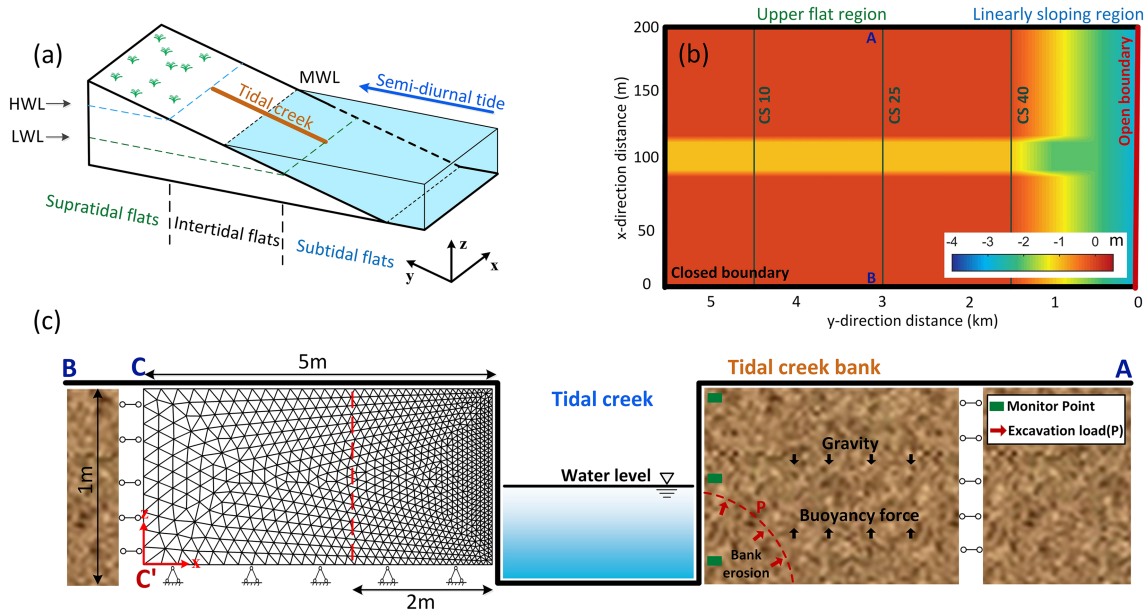 (a)
HWL
LWL
MWL
Semi-diurnal tide
Tidal creek
Supratidal flats
Intertidal flats
Subtidal flats
z
y
x
Upper flat region
Linearly sloping region
(b)
A
B
CS 10
CS 25
CS 40
Open boundary
Closed boundary
-4 -3 -2 -1 0 m
200
150
100
50
0
x-direction distance (m)
5 4 3 2 1 0
y-direction distance (km)
(c)
B C 5m A
Tidal creek bank
Tidal creek
Monitor Point
Excavation load(P)
Gravity
Water level
1m
P
Buoyancy force
Bank
erosion
z
x
C'
2m